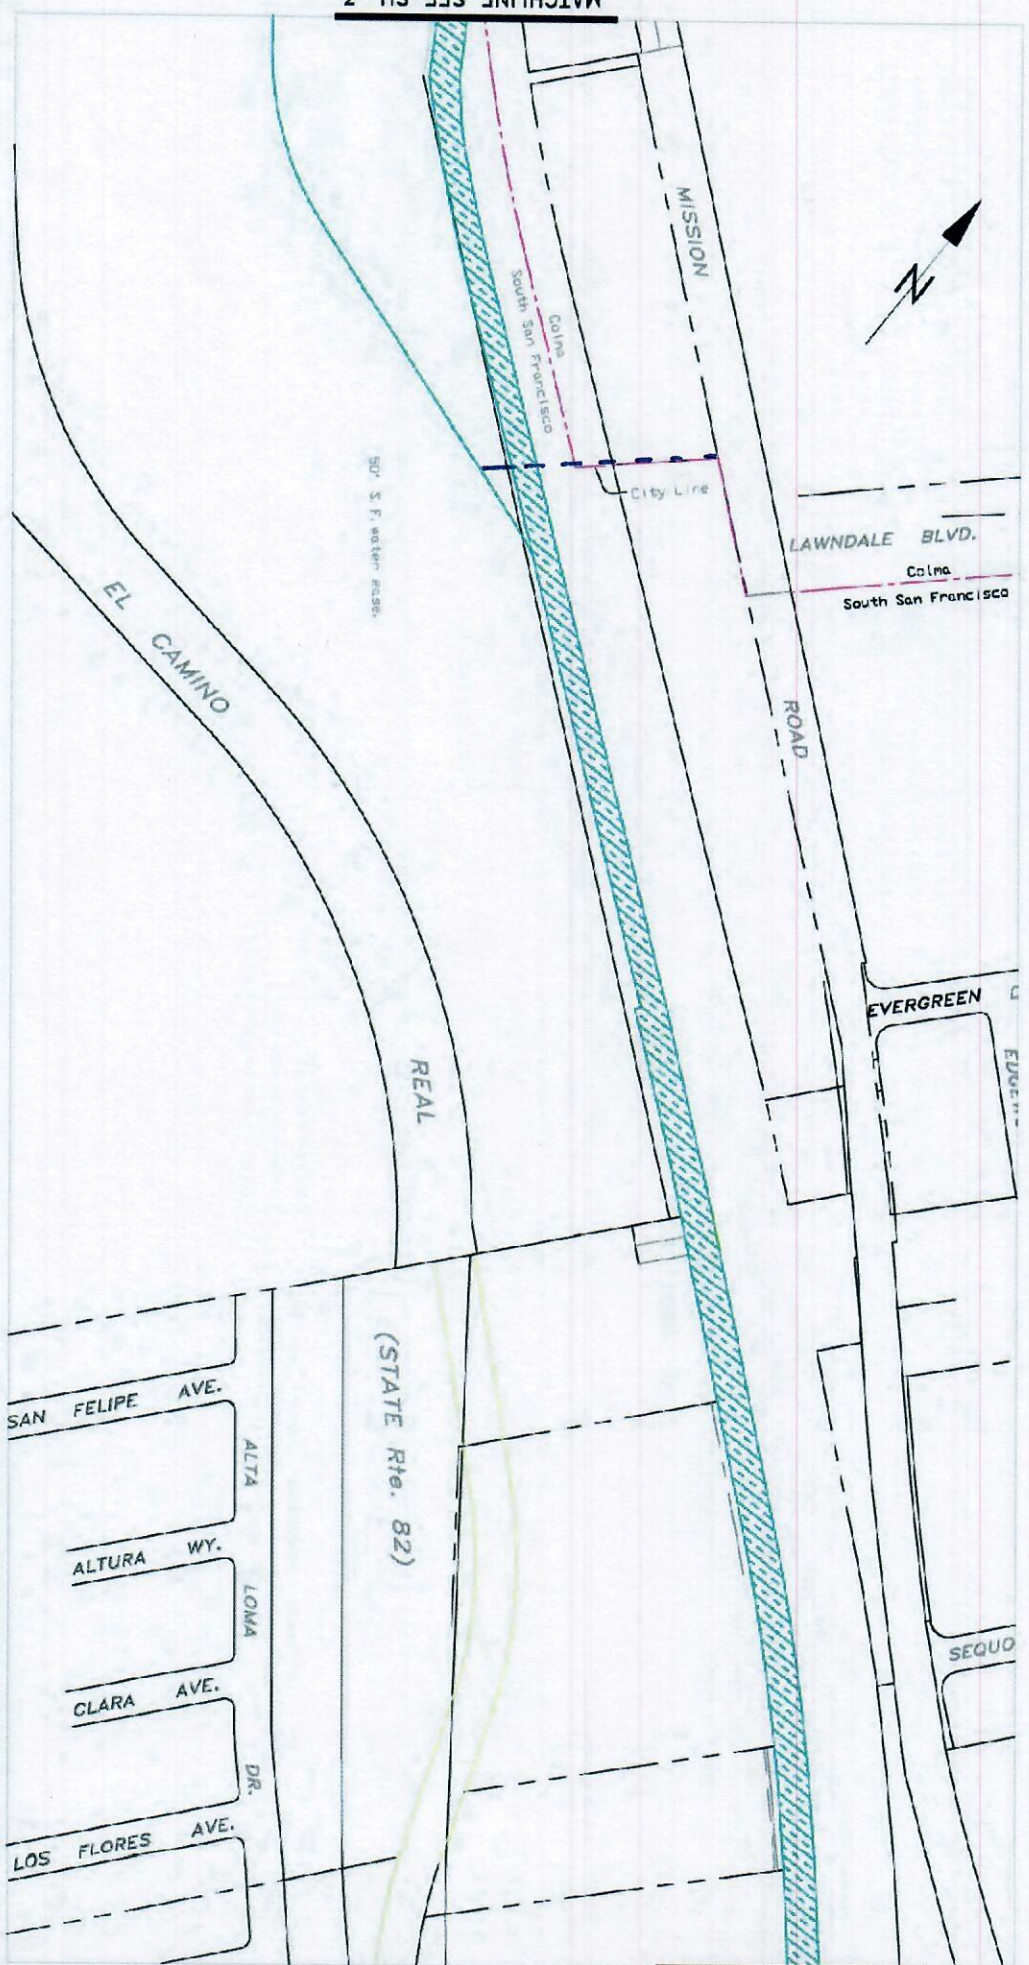 MATCHLINE SEE SH
MISSION
N
Colma
South San Francisco
City Line
LAWNDALE BLVD.
Colma
South San Francisco
50' S.F. water ease.
EL CAMINO
ROAD
EVERGREEN
REAL
(STATE Rte. 82)
SAN FELIPE AVE.
ALTA LOMA DR.
ALTURA WY.
CLARA AVE.
LOS FLORES AVE.
SEQUO